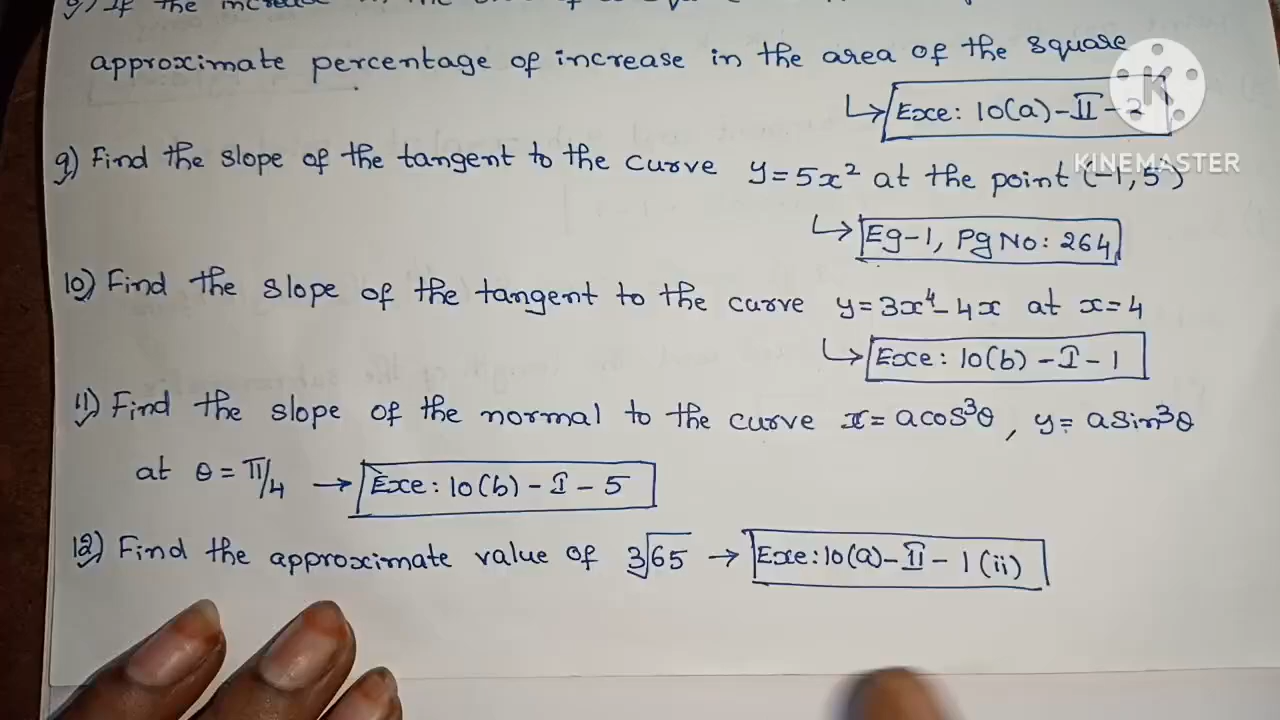 If the
approximate percentage of increase in the area of the square
↳ Exe: 10(a)-II-2
KINEMASTER
9) Find the slope of the tangent to the curve y=5x² at the point (-1,5)
↳ Eg-1, Pg No: 264
10) Find the slope of the tangent to the curve y=3x⁴-4x at x=4
↳ Exe: 10(b)-I-1
11) Find the slope of the normal to the curve x=acos³θ, y=asin³θ
at θ=π/4 → Exe: 10(b)-I-5
12) Find the approximate value of ∛65 → Exe:10(a)-II-1(ii)